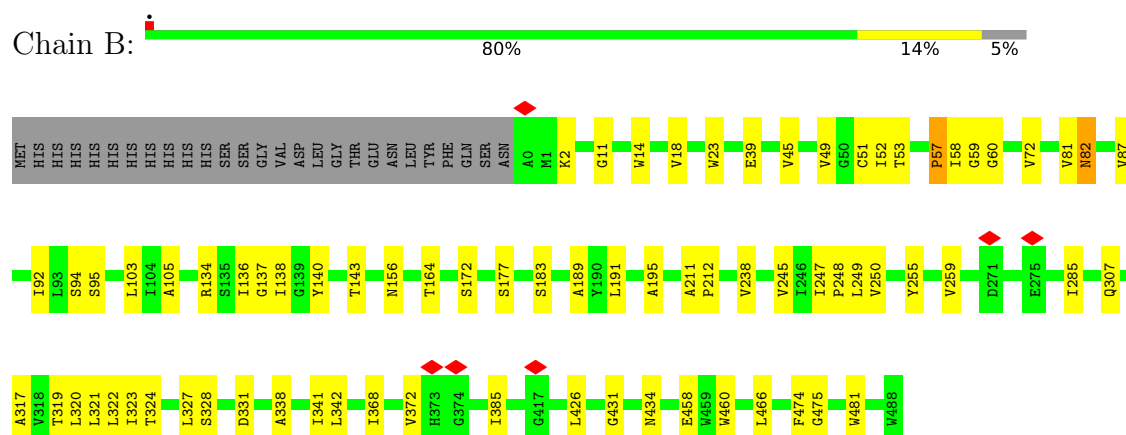 Chain B:
80% 14% 5%
MET HIS HIS HIS HIS HIS HIS HIS HIS HIS HIS SER SER GLY VAL ASP LEU GLY THR GLU ASN LEU TYR PHE GLN SER ASN A0 M1 K2 G11 W14 V18 W23 E39 V45 V49 G50 C51 I52 T53 P57 I58 G59 G60 V72 V81 N82 V87
I92 L93 S94 S95 L103 I104 A105 R134 S135 I136 G137 I138 G139 Y140 T143 N156 T164 S172 S177 S183 A189 Y190 L191 A195 A211 P212 V238 V245 I246 I247 P248 L249 V250 Y255 V259 D271 E275 I285 Q307
A317 V318 T319 L320 L321 L322 I323 T324 L327 S328 D331 A338 I341 L342 I368 V372 H373 G374 I385 G417 L426 G431 N434 E458 W459 W460 L466 F474 G475 W481 W488